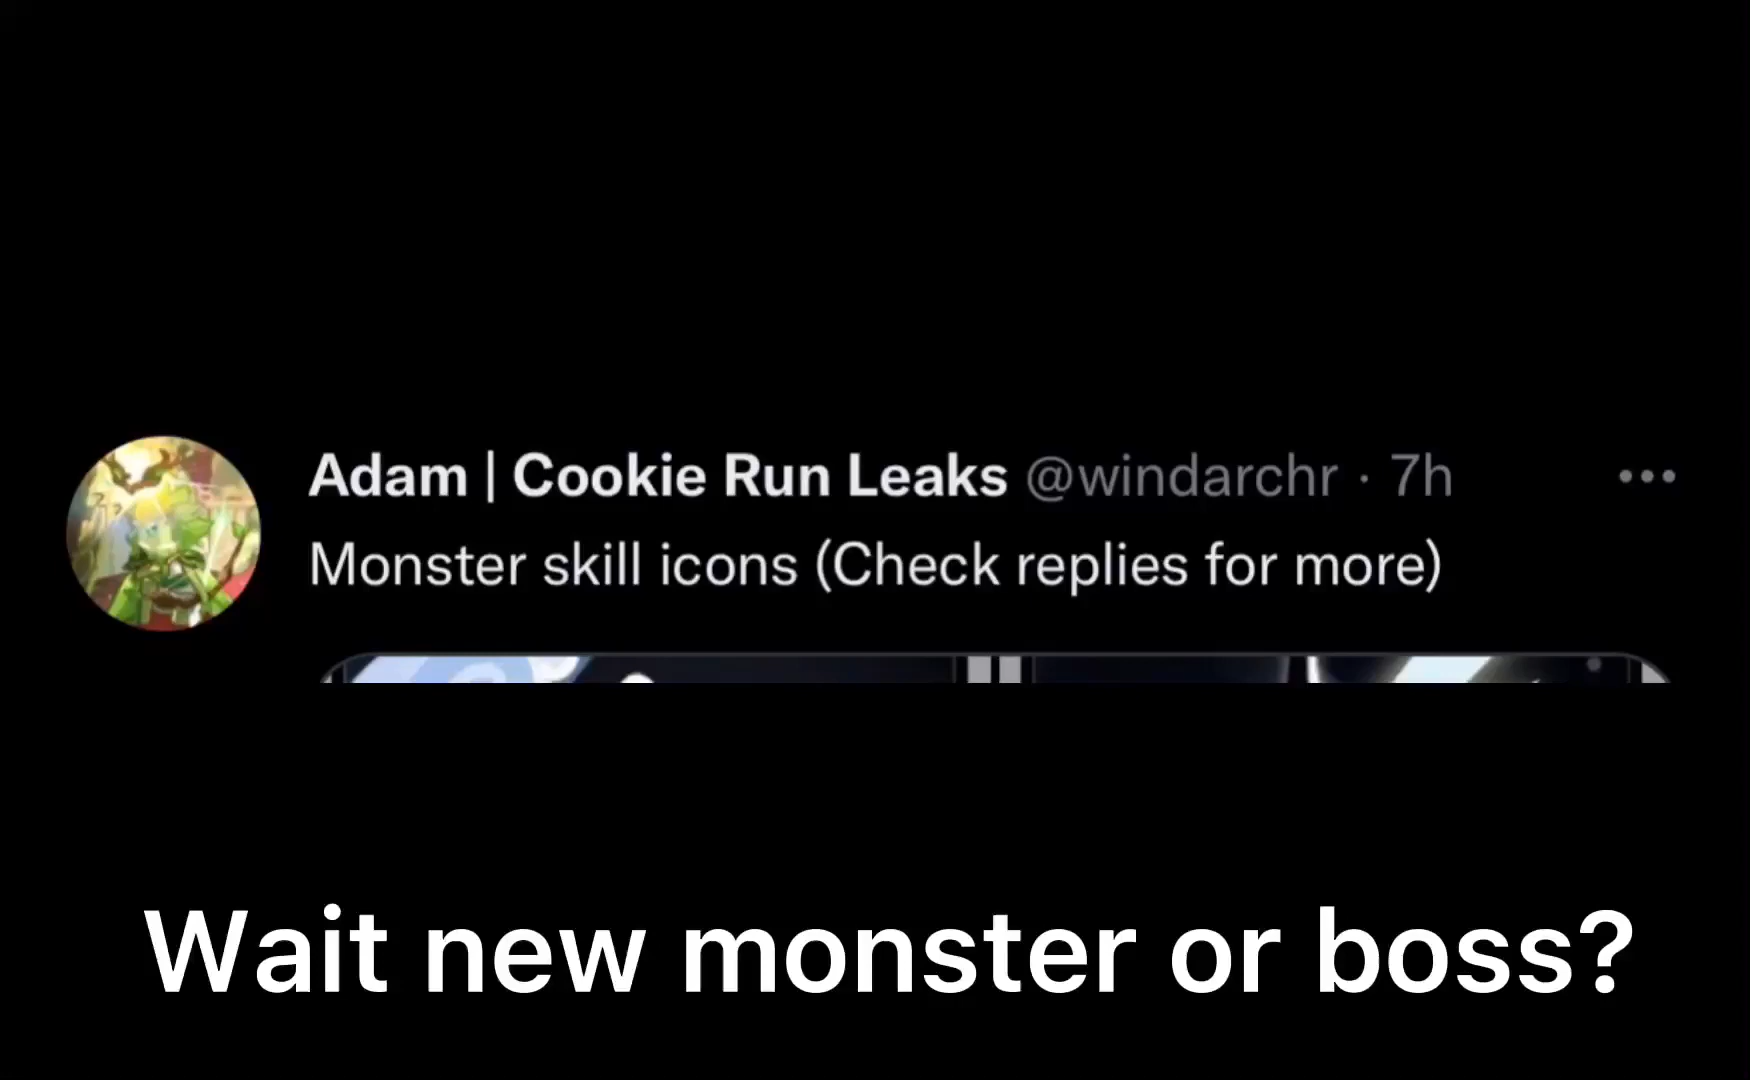 Adam | Cookie Run Leaks @windarchr · 7h
Monster skill icons (Check replies for more)
Wait new monster or boss?